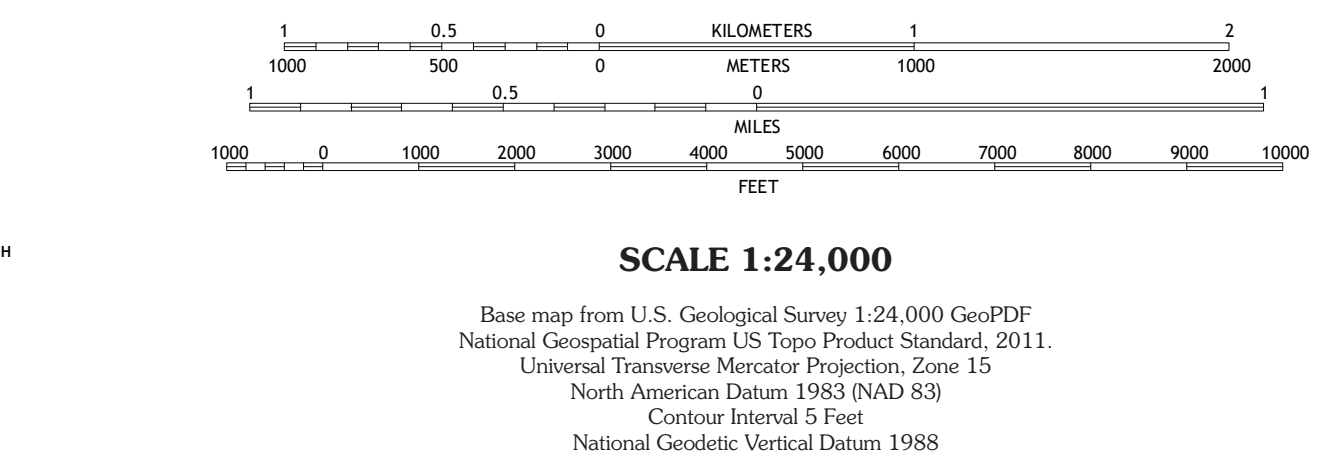 1 0.5 0 KILOMETERS 1 2
1000 500 0 METERS 1000 2000
1 0.5 0 1
MILES
1000 0 1000 2000 3000 4000 5000 6000 7000 8000 9000 10000
FEET
H
SCALE 1:24,000
Base map from U.S. Geological Survey 1:24,000 GeoPDF
National Geospatial Program US Topo Product Standard, 2011.
Universal Transverse Mercator Projection, Zone 15
North American Datum 1983 (NAD 83)
Contour Interval 5 Feet
National Geodetic Vertical Datum 1988